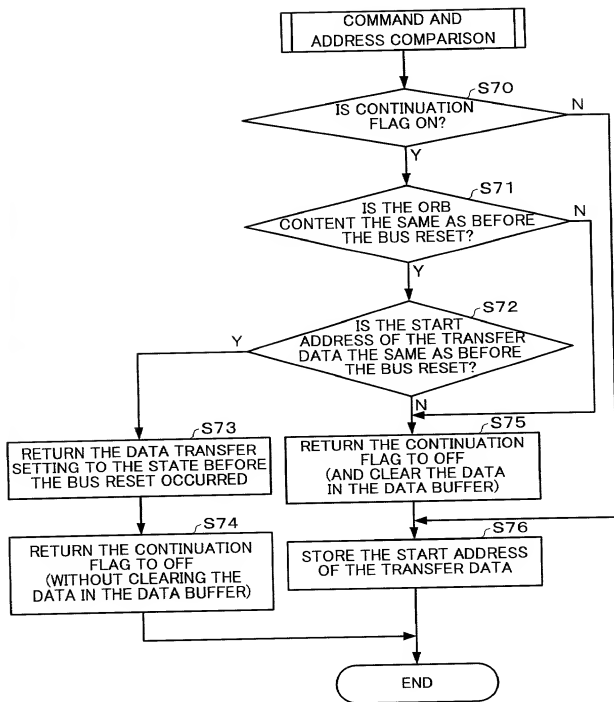 COMMAND AND
ADDRESS COMPARISON
S70
IS CONTINUATION
FLAG ON?
N
Y
S71
IS THE ORB
CONTENT THE SAME AS BEFORE
THE BUS RESET?
N
Y
S72
IS THE START
ADDRESS OF THE TRANSFER
DATA THE SAME AS BEFORE
THE BUS RESET?
Y
N
S73
RETURN THE DATA TRANSFER
SETTING TO THE STATE BEFORE
THE BUS RESET OCCURRED
S75
RETURN THE CONTINUATION
FLAG TO OFF
(AND CLEAR THE DATA
IN THE DATA BUFFER)
S74
RETURN THE CONTINUATION
FLAG TO OFF
(WITHOUT CLEARING THE
DATA IN THE DATA BUFFER)
S76
STORE THE START ADDRESS
OF THE TRANSFER DATA
END